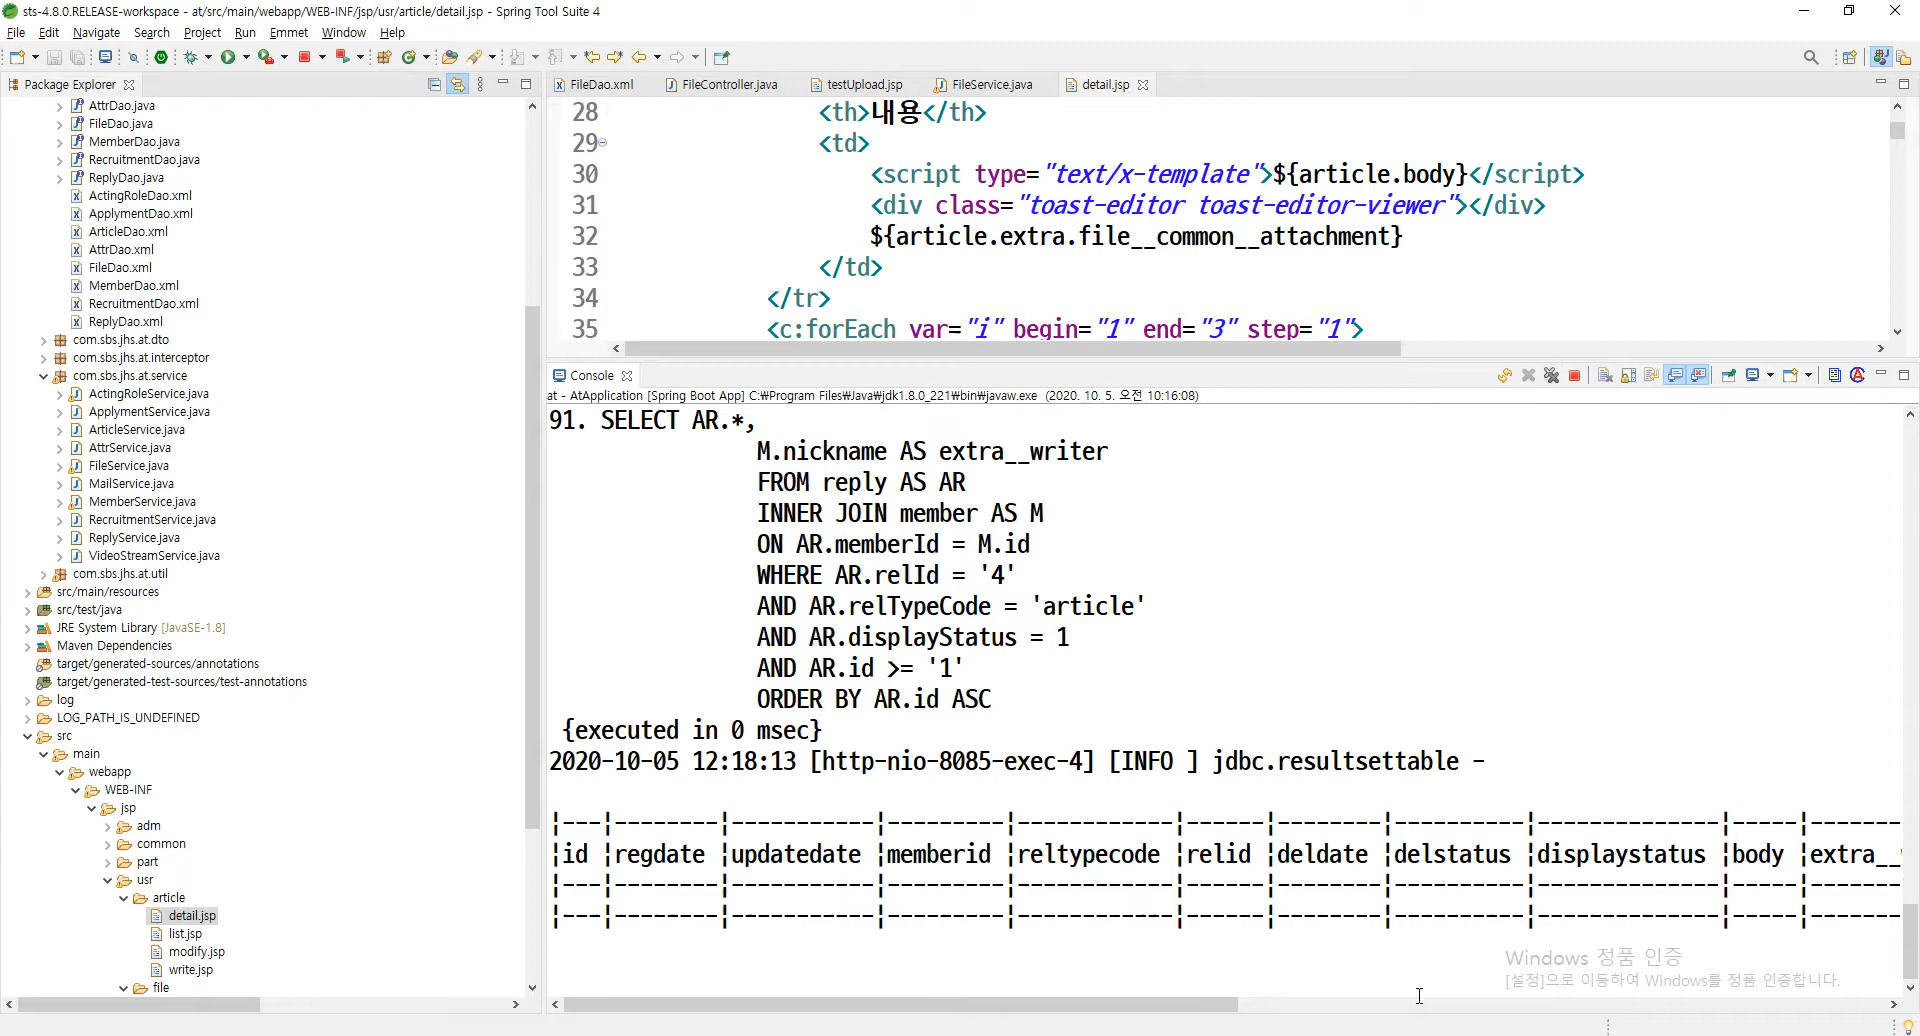 sts-4.8.0.RELEASE-workspace - at/src/main/webapp/WEB-INF/jsp/usr/article/detail.jsp - Spring Tool Suite 4
File Edit Navigate Search Project Run Emmet Window Help
Package Explorer
AttrDao.java
FileDao.java
MemberDao.java
RecruitmentDao.java
ReplyDao.java
ActingRoleDao.xml
ApplymentDao.xml
ArticleDao.xml
AttrDao.xml
FileDao.xml
MemberDao.xml
RecruitmentDao.xml
ReplyDao.xml
com.sbs.jhs.at.dto
com.sbs.jhs.at.interceptor
com.sbs.jhs.at.service
ActingRoleService.java
ApplymentService.java
ArticleService.java
AttrService.java
FileService.java
MailService.java
MemberService.java
RecruitmentService.java
ReplyService.java
VideoStreamService.java
com.sbs.jhs.at.util
src/main/resources
src/test/java
JRE System Library [JavaSE-1.8]
Maven Dependencies
target/generated-sources/annotations
target/generated-test-sources/test-annotations
log
LOG_PATH_IS_UNDEFINED
src
main
webapp
WEB-INF
jsp
adm
common
part
usr
article
detail.jsp
list.jsp
modify.jsp
write.jsp
file
FileDao.xml FileController.java testUpload.jsp FileService.java detail.jsp
28 <th>내용</th>
29 <td>
30 <script type="text/x-template">${article.body}</script>
31 <div class="toast-editor toast-editor-viewer"></div>
32 ${article.extra.file__common__attachment}
33 </td>
34 </tr>
35 <c:forEach var="i" begin="1" end="3" step="1">
Console
at - AtApplication [Spring Boot App] C:₩Program Files₩Java₩jdk1.8.0_221₩bin₩javaw.exe (2020. 10. 5. 오전 10:16:08)
91. SELECT AR.*,
M.nickname AS extra__writer
FROM reply AS AR
INNER JOIN member AS M
ON AR.memberId = M.id
WHERE AR.relId = '4'
AND AR.relTypeCode = 'article'
AND AR.displayStatus = 1
AND AR.id >= '1'
ORDER BY AR.id ASC
{executed in 0 msec}
2020-10-05 12:18:13 [http-nio-8085-exec-4] [INFO ] jdbc.resultsettable -
|---|--------|-----------|---------|------------|------|--------|----------|--------------|-----|-------
|id |regdate |updatedate |memberid |reltypecode |relid |deldate |delstatus |displaystatus |body |extra__
|---|--------|-----------|---------|------------|------|--------|----------|--------------|-----|-------
|---|--------|-----------|---------|------------|------|--------|----------|--------------|-----|-------
Windows 정품 인증
[설정]으로 이동하여 Windows를 정품 인증합니다.